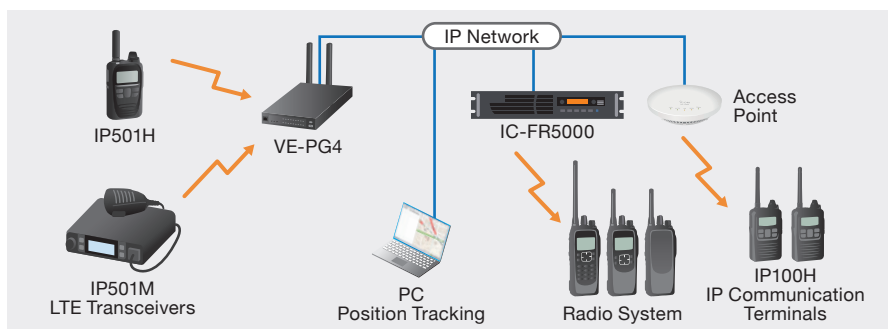 IP Network
IP501H
VE-PG4
IC-FR5000
Access
Point
IP501M
LTE Transceivers
PC
Position Tracking
Radio System
IP100H
IP Communication
Terminals